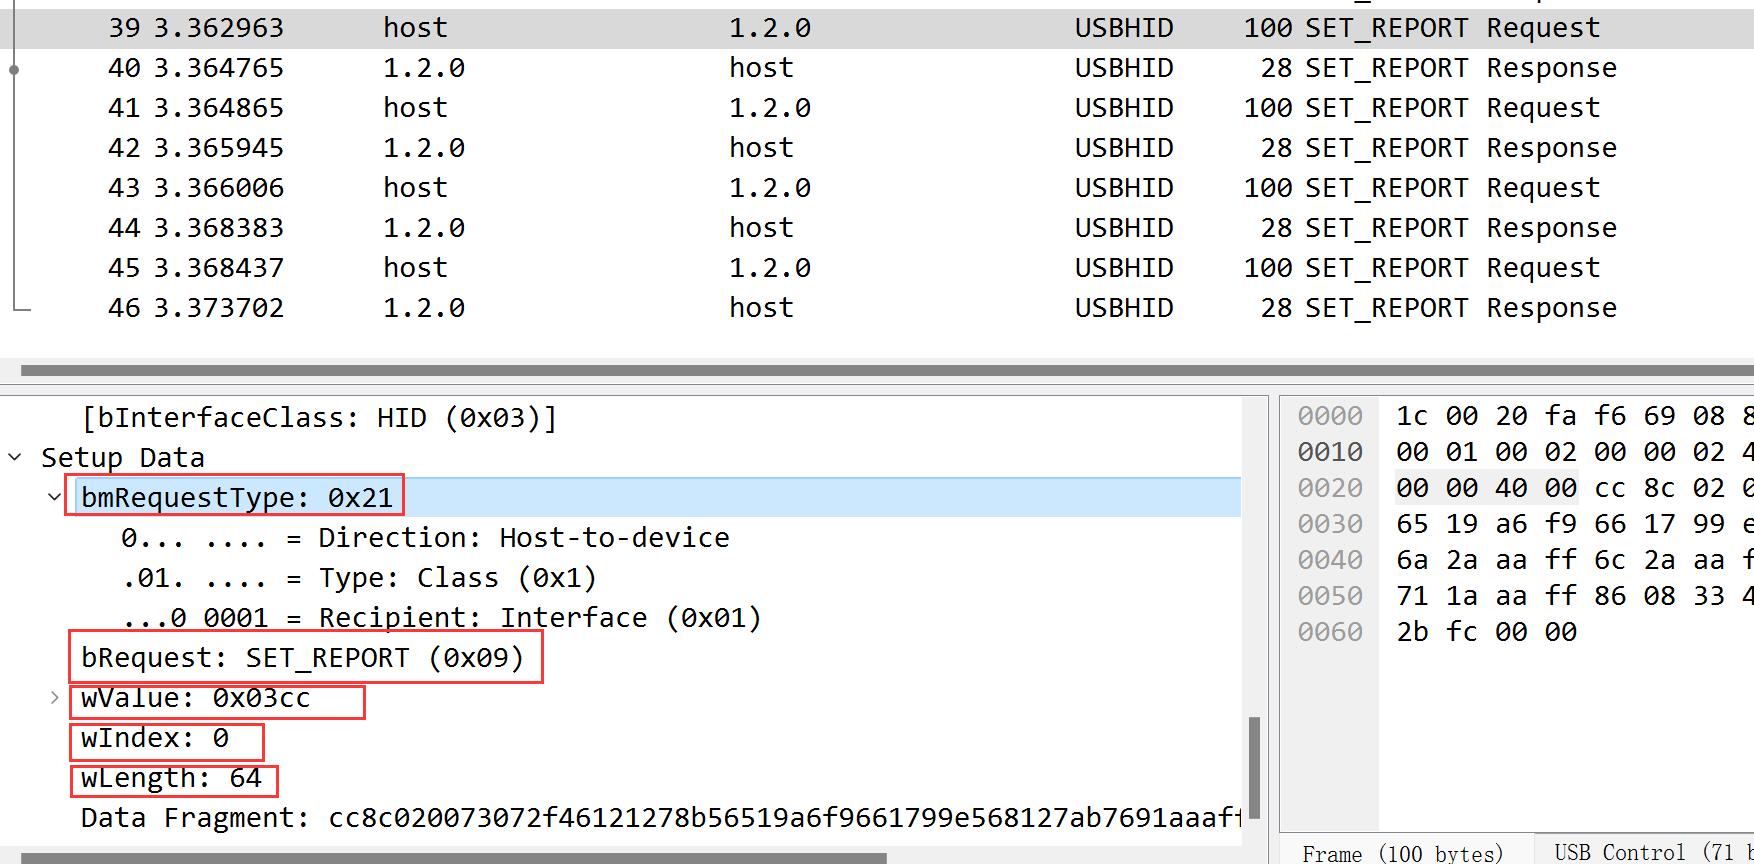 39 3.362963 host 1.2.0 USBHID 100 SET_REPORT Request
40 3.364765 1.2.0 host USBHID 28 SET_REPORT Response
41 3.364865 host 1.2.0 USBHID 100 SET_REPORT Request
42 3.365945 1.2.0 host USBHID 28 SET_REPORT Response
43 3.366006 host 1.2.0 USBHID 100 SET_REPORT Request
44 3.368383 1.2.0 host USBHID 28 SET_REPORT Response
45 3.368437 host 1.2.0 USBHID 100 SET_REPORT Request
46 3.373702 1.2.0 host USBHID 28 SET_REPORT Response
[bInterfaceClass: HID (0x03)]
Setup Data
bmRequestType: 0x21
0... .... = Direction: Host-to-device
.01. .... = Type: Class (0x1)
...0 0001 = Recipient: Interface (0x01)
bRequest: SET_REPORT (0x09)
wValue: 0x03cc
wIndex: 0
wLength: 64
Data Fragment: cc8c020073072f46121278b56519a6f9661799e568127ab7691aaaff
0000 1c 00 20 fa f6 69 08 8
0010 00 01 00 02 00 00 02 4
0020 00 00 40 00 cc 8c 02 0
0030 65 19 a6 f9 66 17 99 e
0040 6a 2a aa ff 6c 2a aa f
0050 71 1a aa ff 86 08 33 4
0060 2b fc 00 00
Frame (100 bytes) USB Control (71 b